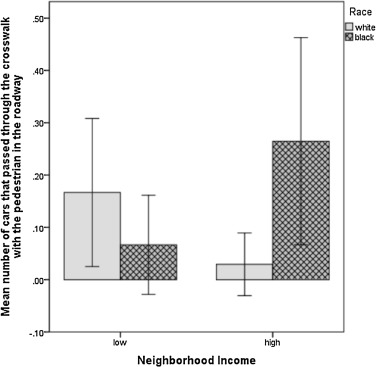 Race
white
black
Mean number of cars that passed through the crosswalk
with the pedestrian in the roadway
.50
.40
.30
.20
.10
.00
-.10
low
high
Neighborhood Income